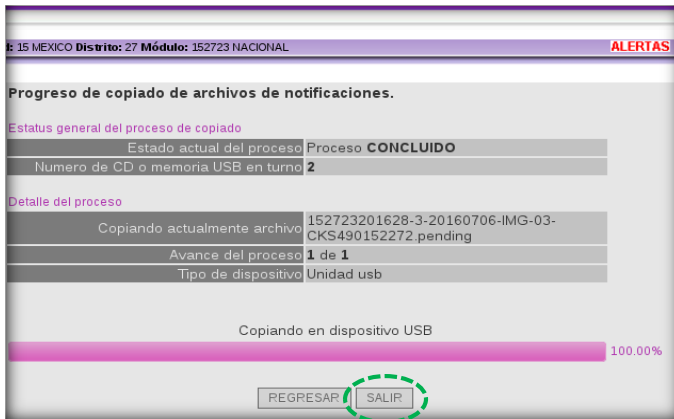 d: 15 MEXICO Distrito: 27 Módulo: 152723 NACIONAL ALERTAS
Progreso de copiado de archivos de notificaciones.
Estatus general del proceso de copiado
Estado actual del proceso Proceso CONCLUIDO
Numero de CD o memoria USB en turno 2
Detalle del proceso
Copiando actualmente archivo 152723201628-3-20160706-IMG-03-
CKS490152272.pending
Avance del proceso 1 de 1
Tipo de dispositivo Unidad usb
Copiando en dispositivo USB
100.00%
REGRESAR SALIR